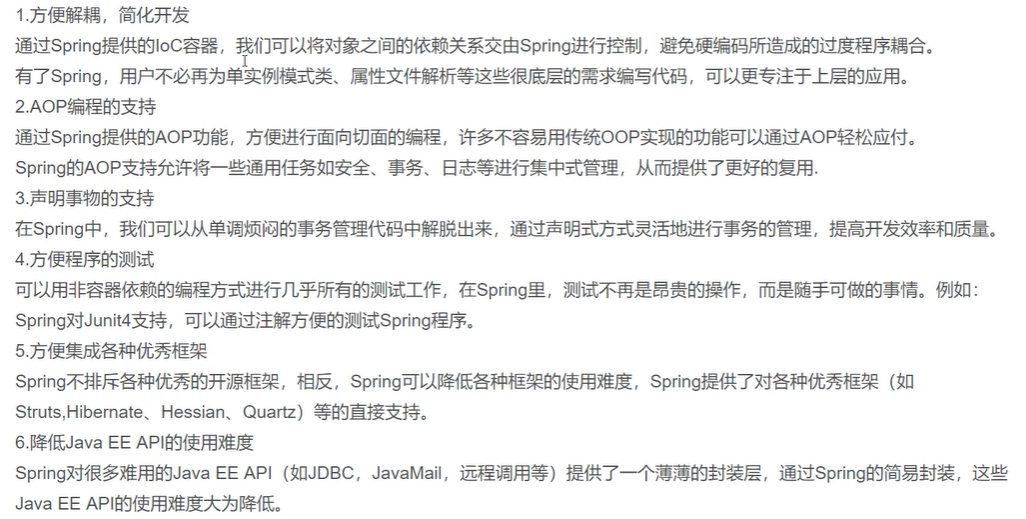 1.方便解耦，简化开发
通过Spring提供的IoC容器，我们可以将对象之间的依赖关系交由Spring进行控制，避免硬编码所造成的过度程序耦合。
有了Spring，用户不必再为单实例模式类、属性文件解析等这些很底层的需求编写代码，可以更专注于上层的应用。
2.AOP编程的支持
通过Spring提供的AOP功能，方便进行面向切面的编程，许多不容易用传统OOP实现的功能可以通过AOP轻松应付。
Spring的AOP支持允许将一些通用任务如安全、事务、日志等进行集中式管理，从而提供了更好的复用.
3.声明事物的支持
在Spring中，我们可以从单调烦闷的事务管理代码中解脱出来，通过声明式方式灵活地进行事务的管理，提高开发效率和质量。
4.方便程序的测试
可以用非容器依赖的编程方式进行几乎所有的测试工作，在Spring里，测试不再是昂贵的操作，而是随手可做的事情。例如：
Spring对Junit4支持，可以通过注解方便的测试Spring程序。
5.方便集成各种优秀框架
Spring不排斥各种优秀的开源框架，相反，Spring可以降低各种框架的使用难度，Spring提供了对各种优秀框架（如
Struts,Hibernate、Hessian、Quartz）等的直接支持。
6.降低Java EE API的使用难度
Spring对很多难用的Java EE API（如JDBC，JavaMail，远程调用等）提供了一个薄薄的封装层，通过Spring的简易封装，这些
Java EE API的使用难度大为降低。